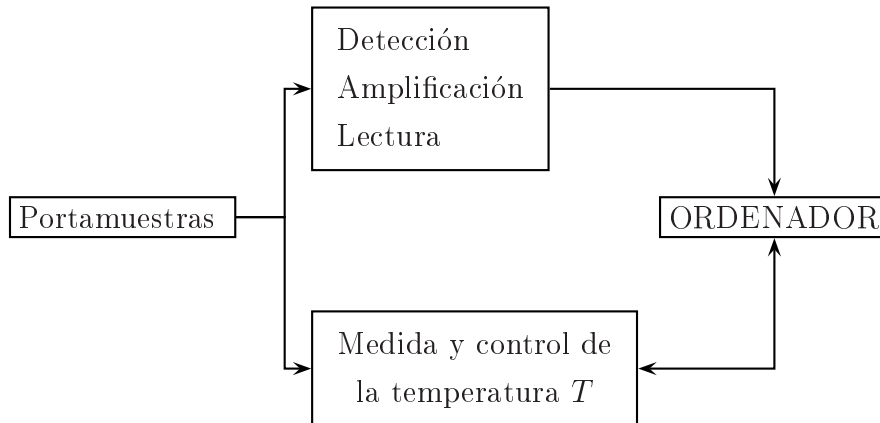 Detección
Amplificación
Lectura
Portamuestras
ORDENADOR
Medida y control de
la temperatura T